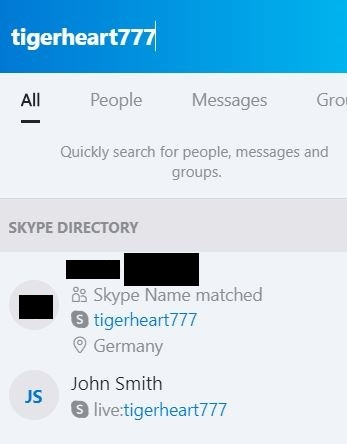 tigerheart777
All People Messages Gro
Quickly search for people, messages and
groups.
SKYPE DIRECTORY
Skype Name matched
S tigerheart777
Germany
JS John Smith
S live:tigerheart777